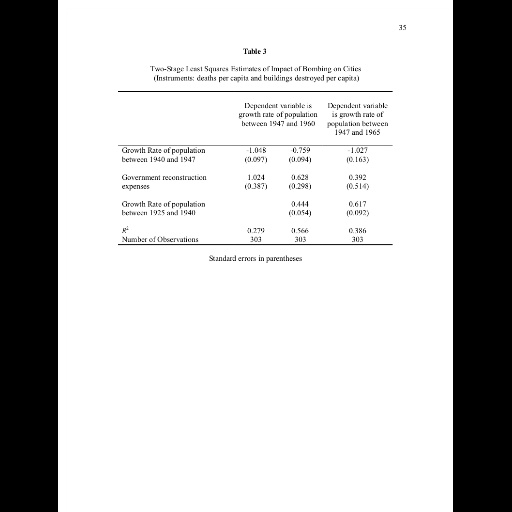 35
Table 3
Two-Stage Least Squares Estimates of Impact of Bombing on Cities
(Instruments: deaths per capita and buildings destroyed per capita)
Dependent variable is growth rate of population between 1947 and 1960
Dependent variable is growth rate of population between 1947 and 1965
Growth Rate of population -1.048 -0.759 -1.027
between 1940 and 1947 (0.097) (0.094) (0.163)
Government reconstruction 1.024 0.628 0.392
expenses (0.387) (0.298) (0.514)
Growth Rate of population 0.444 0.617
between 1925 and 1940 (0.054) (0.092)
R² 0.279 0.566 0.386
Number of Observations 303 303 303
Standard errors in parentheses